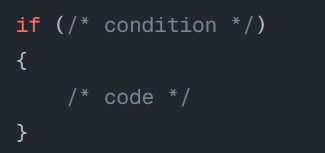 if (/* condition */)
{
    /* code */
}